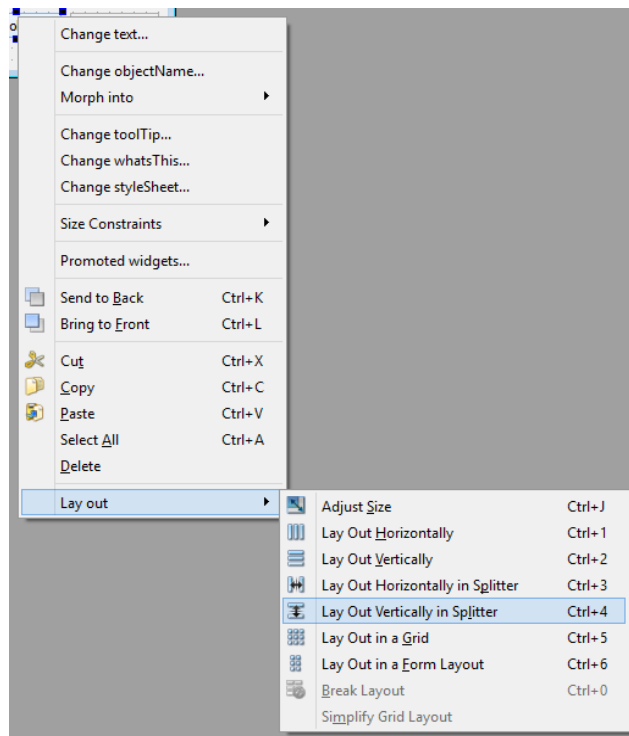 o
Change text...
Change objectName...
Morph into
Change toolTip...
Change whatsThis...
Change styleSheet...
Size Constraints
Promoted widgets...
Send to Back Ctrl+K
Bring to Front Ctrl+L
Cut Ctrl+X
Copy Ctrl+C
Paste Ctrl+V
Select All Ctrl+A
Delete
Lay out
Adjust Size Ctrl+J
Lay Out Horizontally Ctrl+1
Lay Out Vertically Ctrl+2
Lay Out Horizontally in Splitter Ctrl+3
Lay Out Vertically in Splitter Ctrl+4
Lay Out in a Grid Ctrl+5
Lay Out in a Form Layout Ctrl+6
Break Layout Ctrl+0
Simplify Grid Layout